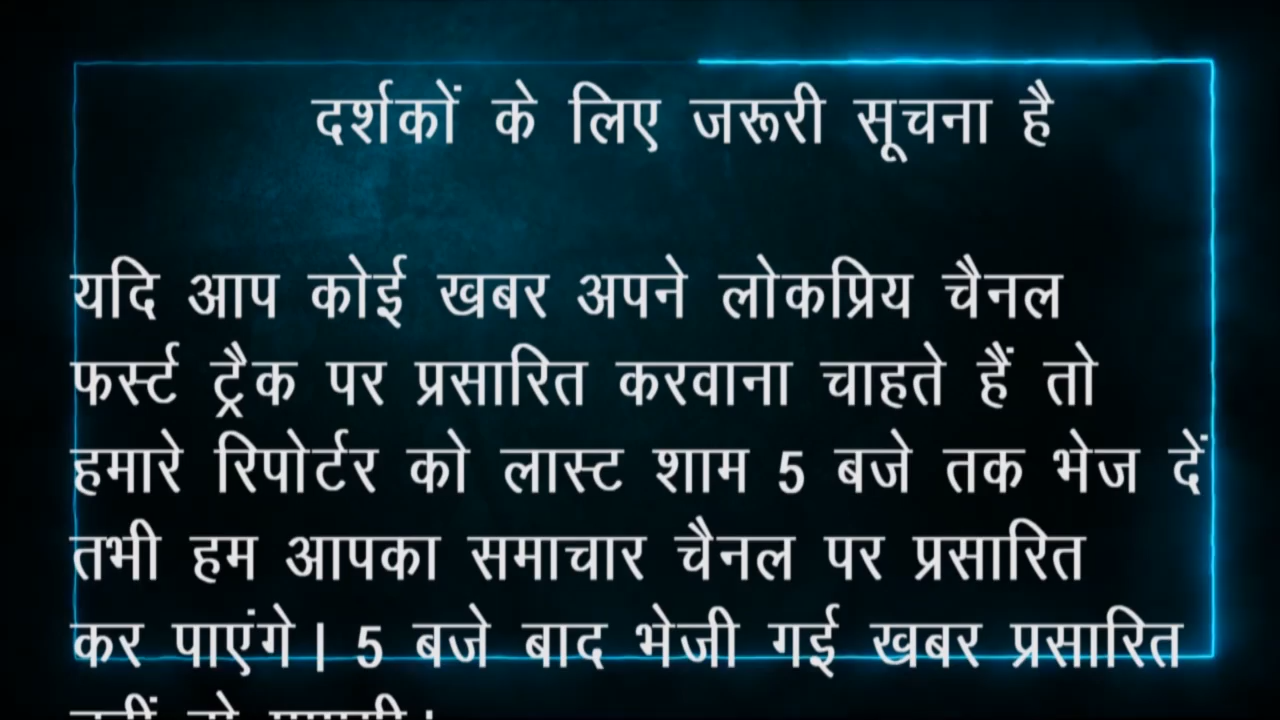 दर्शकों के लिए जरूरी सूचना है
यदि आप कोई खबर अपने लोकप्रिय चैनल
फर्स्ट ट्रैक पर प्रसारित करवाना चाहते हैं तो
हमारे रिपोर्टर को लास्ट शाम 5 बजे तक भेज दें
तभी हम आपका समाचार चैनल पर प्रसारित
कर पाएंगे। 5 बजे बाद भेजी गई खबर प्रसारित